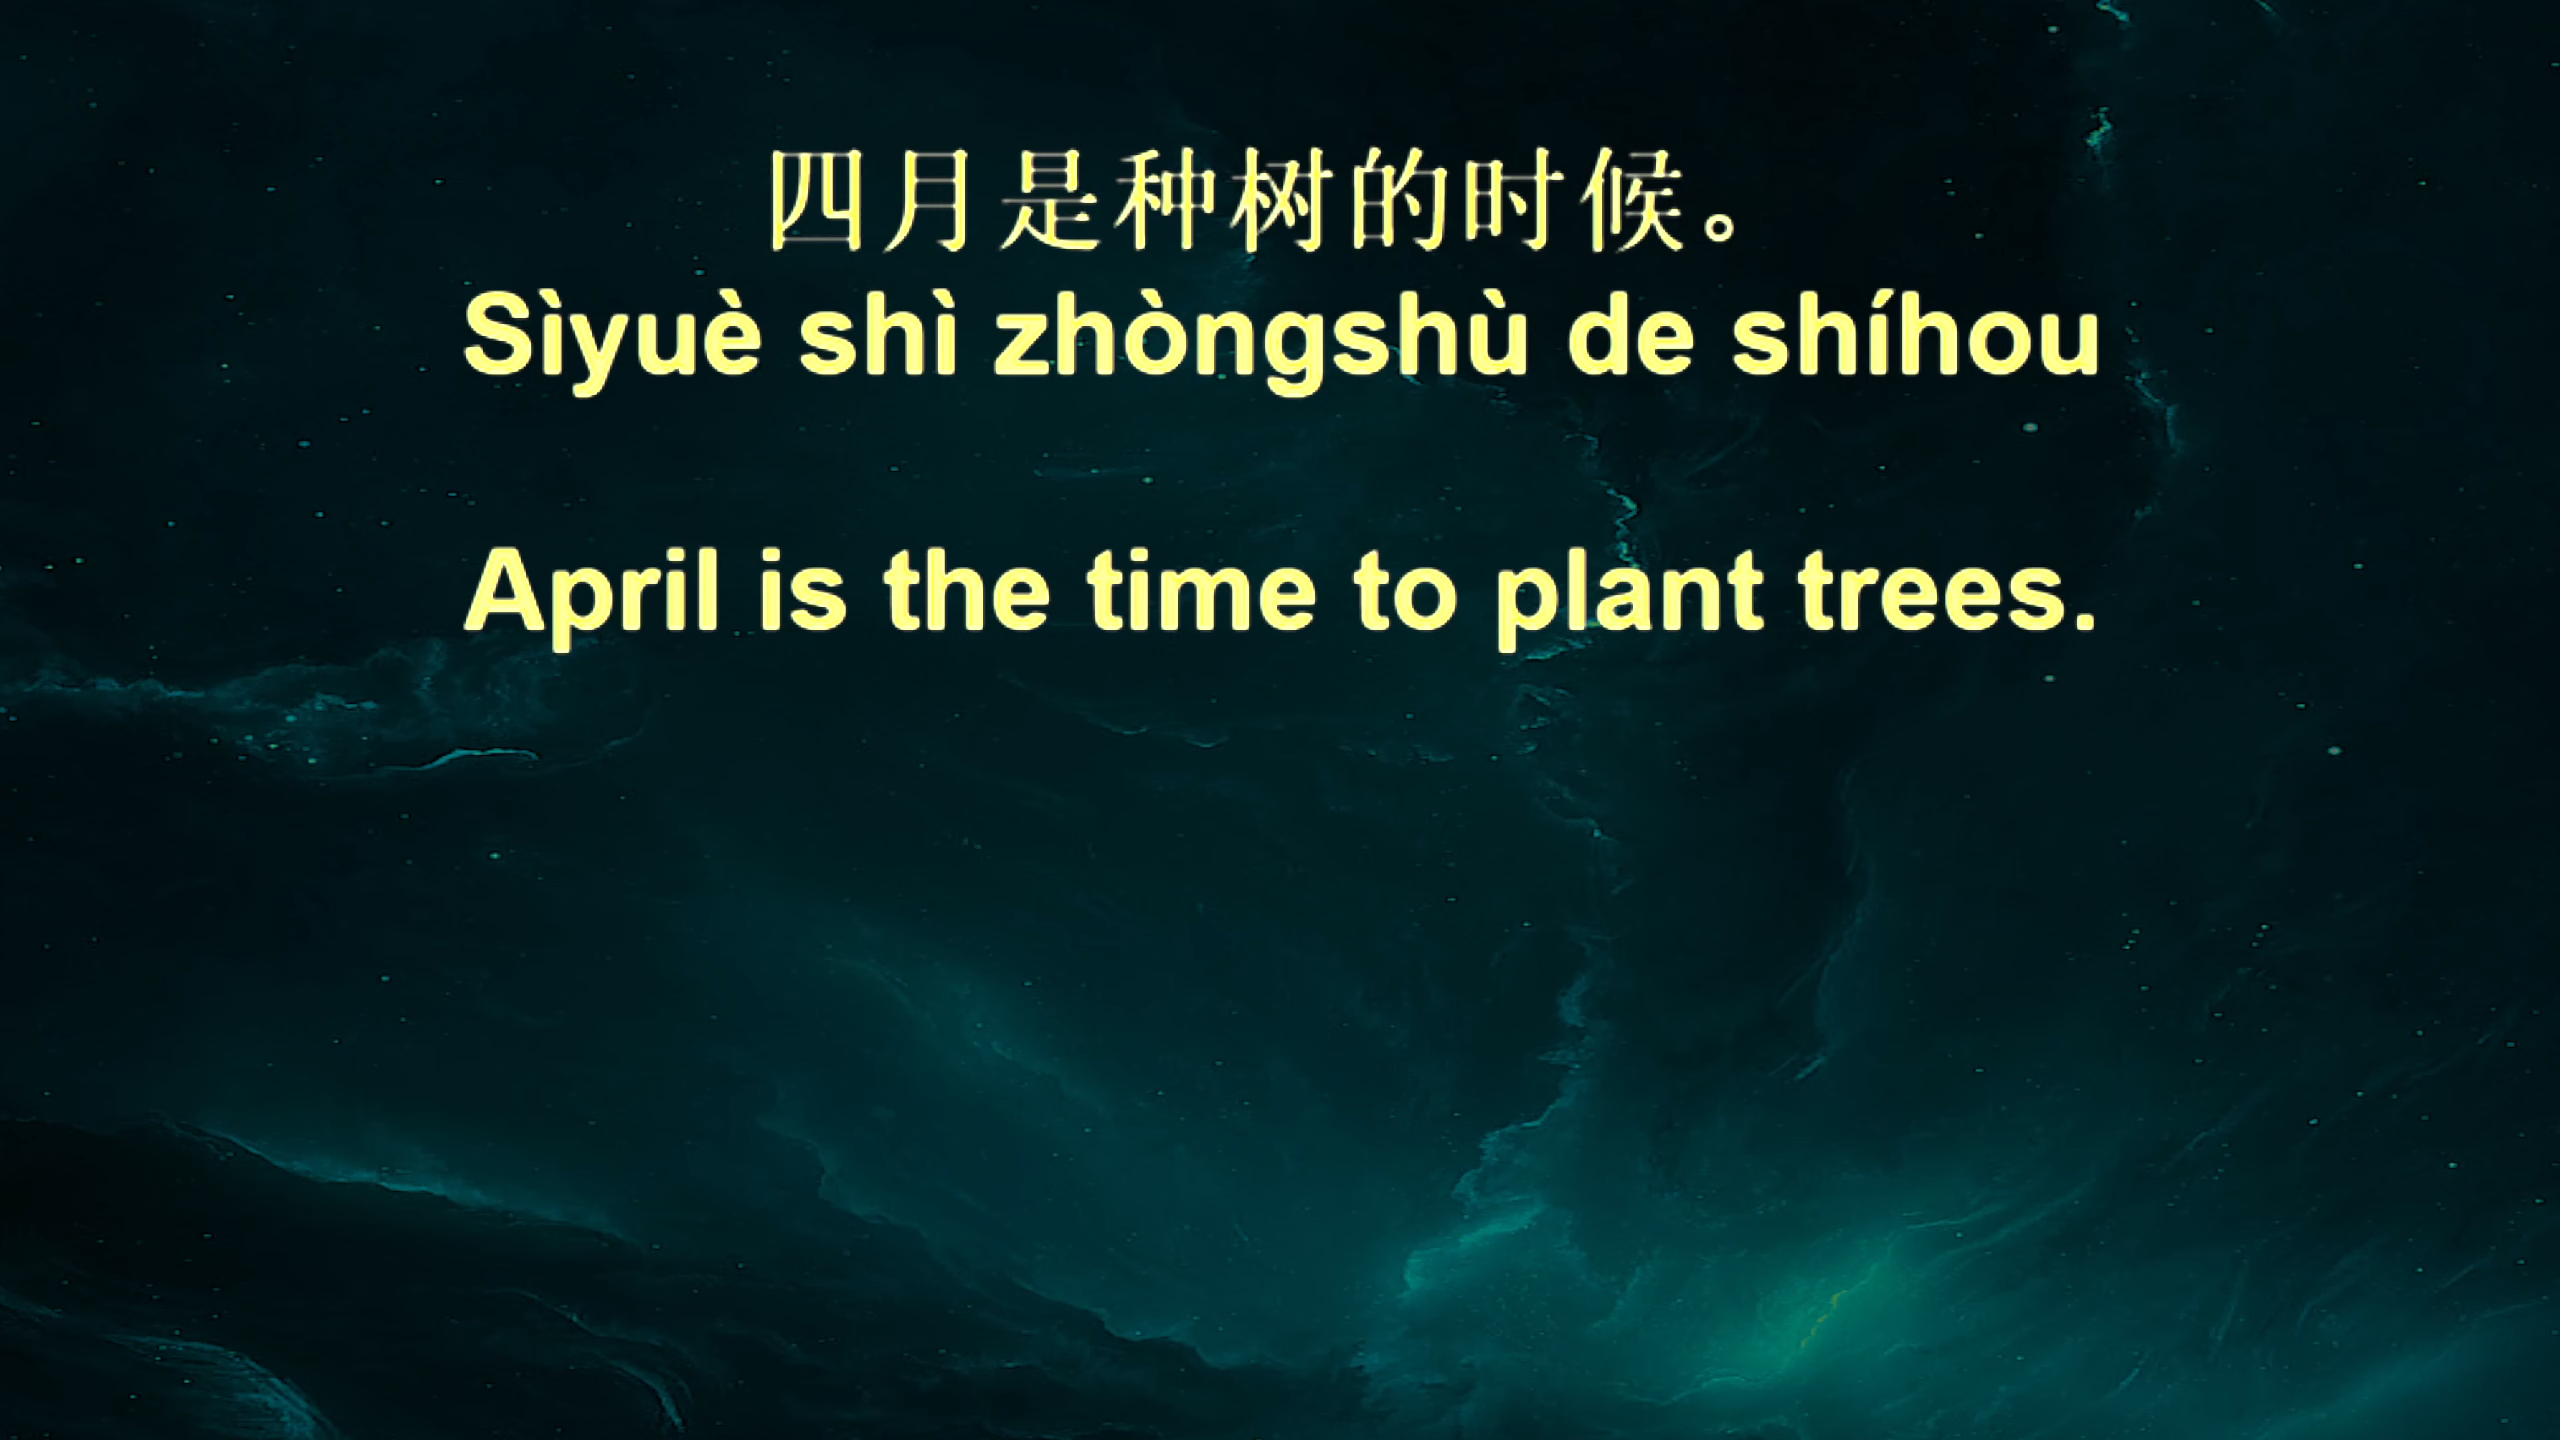 四月是种树的时候。
Sìyuè shì zhòngshù de shíhou
April is the time to plant trees.